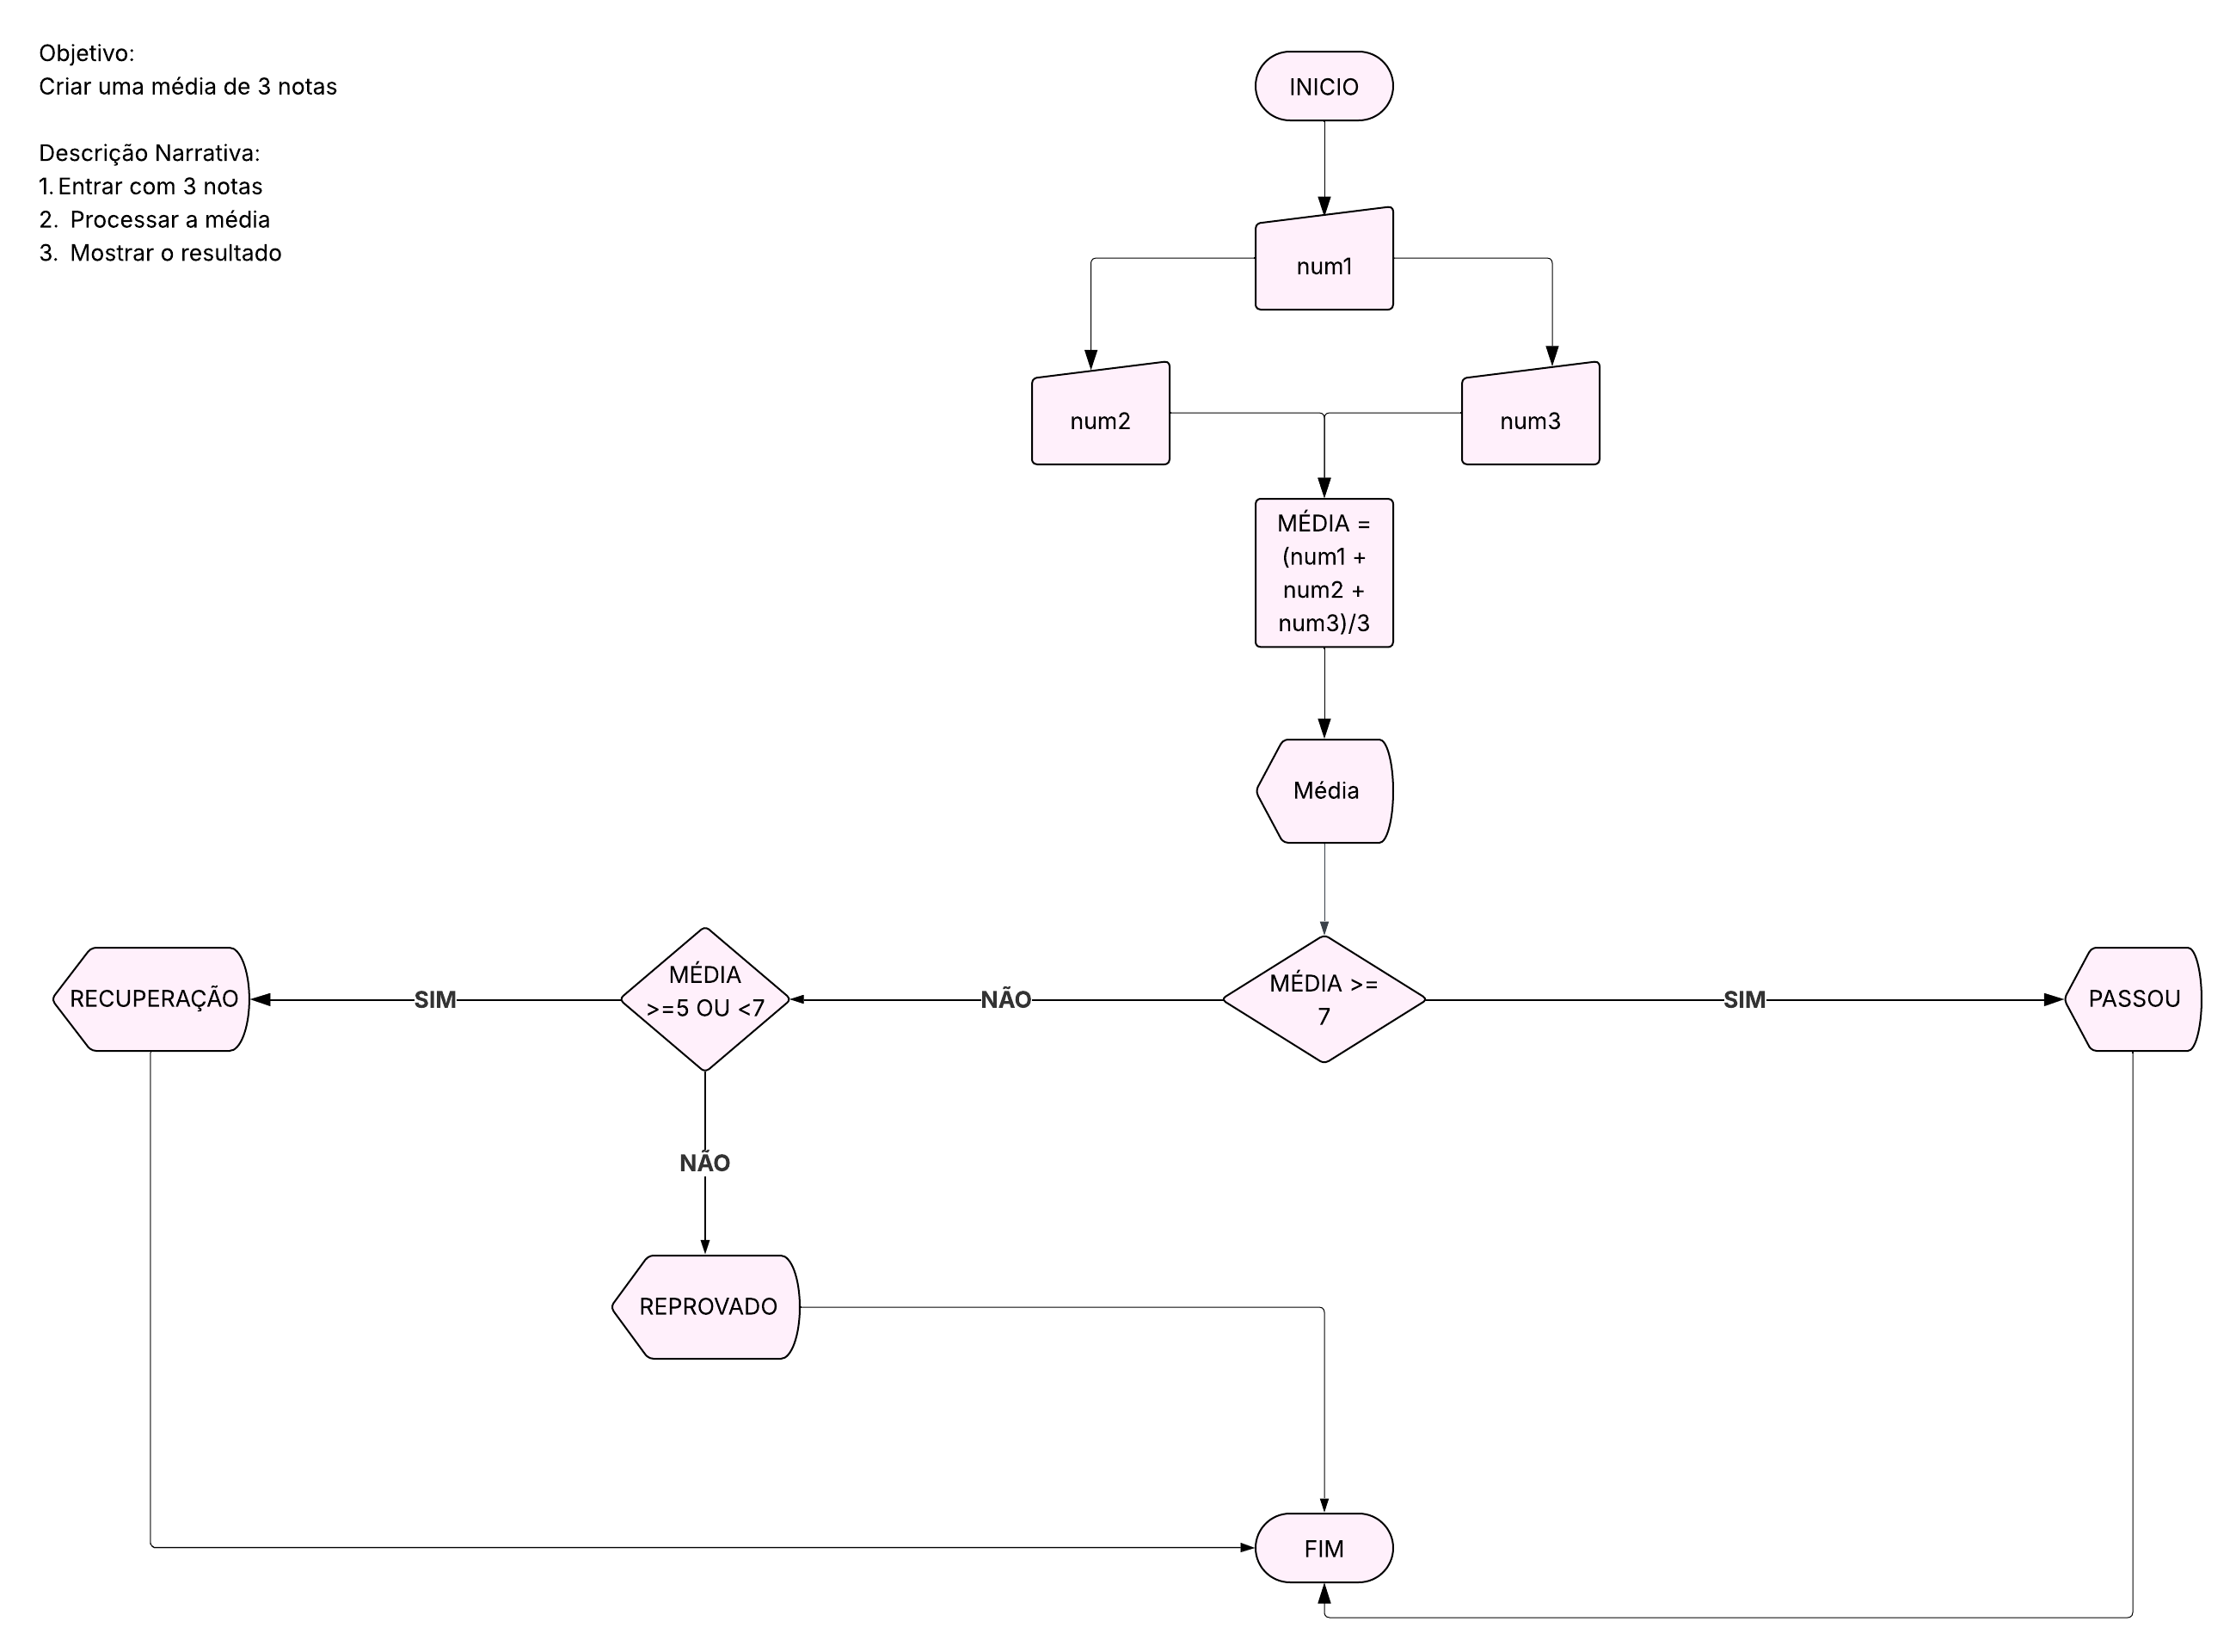 Objetivo:
Criar uma média de 3 notas
Descrição Narrativa:
1. Entrar com 3 notas
2. Processar a média
3. Mostrar o resultado
INICIO
num1
num2
num3
MÉDIA =
(num1 +
num2 +
num3)/3
Média
RECUPERAÇÃO
SIM
MÉDIA
>=5 OU <7
NÃO
MÉDIA >=
7
SIM
PASSOU
NÃO
REPROVADO
FIM